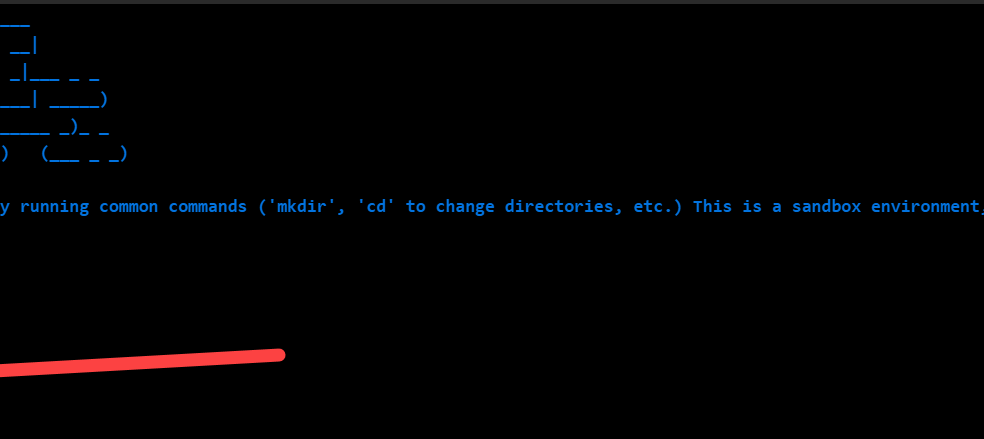 y running common commands ('mkdir', 'cd' to change directories, etc.) This is a sandbox environment,